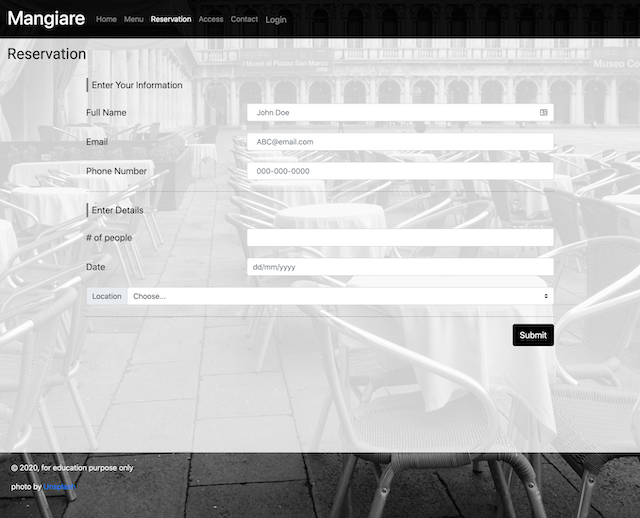 Mangiare Home Menu Reservation Access Contact Login
Reservation
Enter Your Information
Full Name John Doe
Email ABC@email.com
Phone Number 000-000-0000
Enter Details
# of people
Date dd/mm/yyyy
Location Choose...
Submit
© 2020, for education purpose only
photo by Unsplash